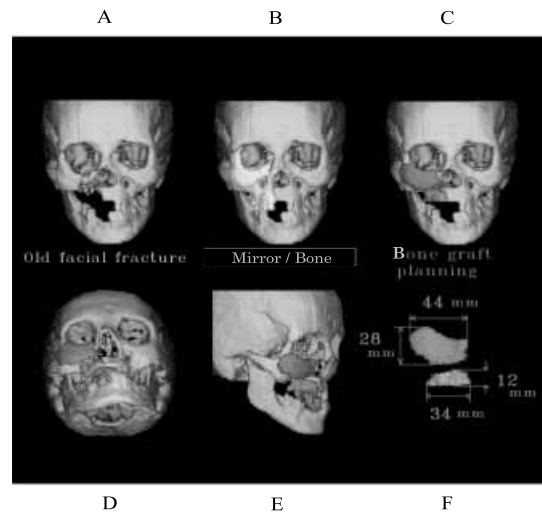 A B C
Old facial fracture
Mirror / Bone
Bone graft
planning
44 mm
28
mm
12
mm
34 mm
D E F